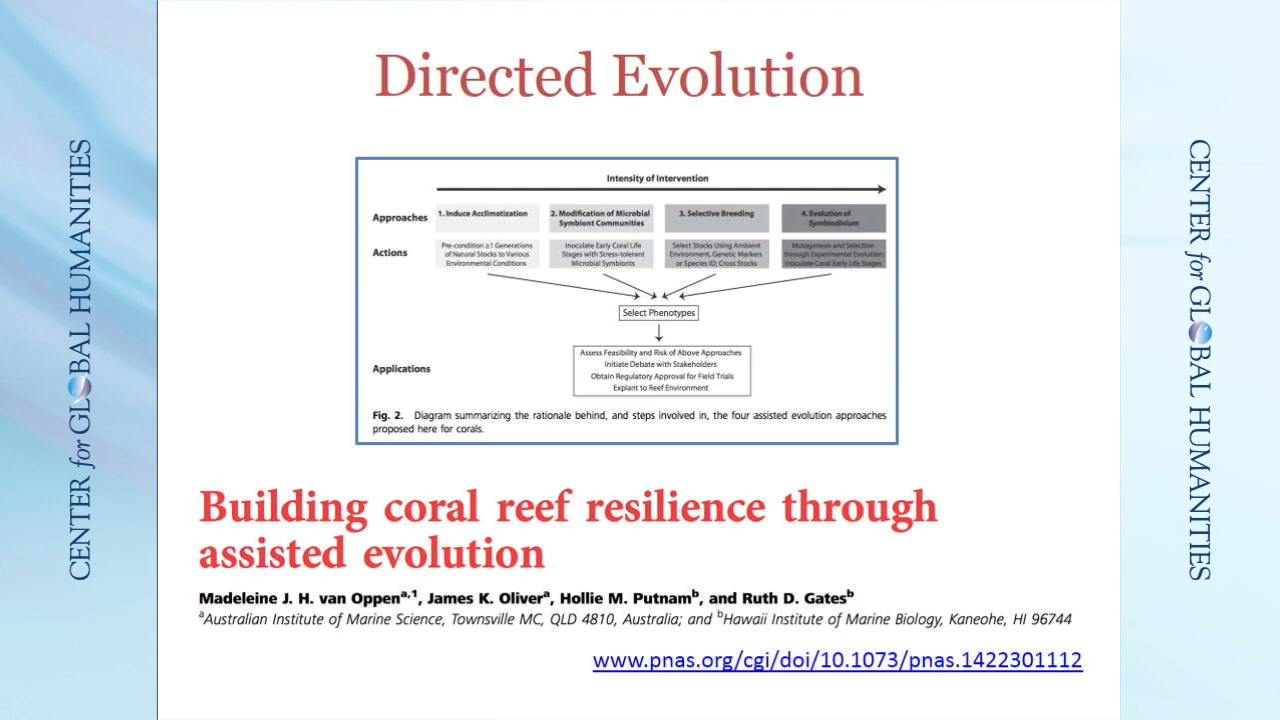 Directed Evolution
Intensity of Intervention
Approaches
1. Induce Acclimatization
2. Modification of Microbial
Symbiont Communities
3. Selective Breeding
4. Evolution of
Symbiodinium
Actions
Pre-condition ≥1 Generations
of Natural Stocks to Various
Environmental Conditions
Inoculate Early Coral Life
Stages with Stress-tolerant
Microbial Symbionts
Select Stocks Using Ambient
Environment, Genetic Markers
or Species ID; Cross Stocks
Mutagenesis and Selection
through Experimental Evolution;
Inoculate Coral Early Life Stages
Select Phenotypes
Applications
Assess Feasibility and Risk of Above Approaches
Initiate Debate with Stakeholders
Obtain Regulatory Approval for Field Trials
Explant to Reef Environment
Fig. 2. Diagram summarizing the rationale behind, and steps involved in, the four assisted evolution approaches
proposed here for corals.
Building coral reef resilience through
assisted evolution
Madeleine J. H. van Oppena,1, James K. Olivera, Hollie M. Putnamb, and Ruth D. Gatesb
aAustralian Institute of Marine Science, Townsville MC, QLD 4810, Australia; and bHawaii Institute of Marine Biology, Kaneohe, HI 96744
www.pnas.org/cgi/doi/10.1073/pnas.1422301112
CENTER for GLOBAL HUMANITIES
CENTER for GLOBAL HUMANITIES